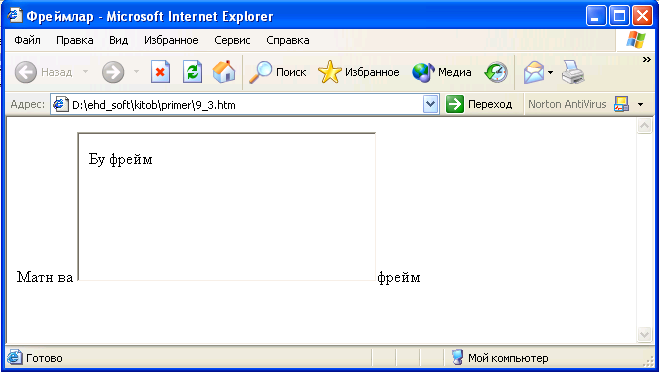 Фреймлар - Microsoft Internet Explorer
Файл Правка Вид Избранное Сервис Справка
Назад Поиск Избранное Медиа »
Адрес: D:\ehd_soft\kitob\primer\9_3.htm Переход Norton AntiVirus
Бу фрейм
Матн ва фрейм
Готово Мой компьютер